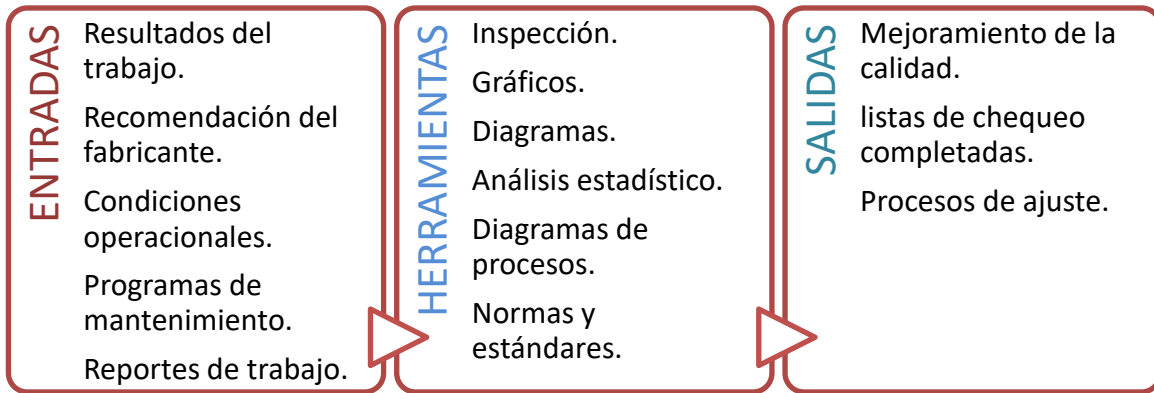 ENTRADAS
Resultados del
trabajo.
Recomendación del
fabricante.
Condiciones
operacionales.
Programas de
mantenimiento.
Reportes de trabajo.
HERRAMIENTAS
Inspección.
Gráficos.
Diagramas.
Análisis estadístico.
Diagramas de
procesos.
Normas y
estándares.
SALIDAS
Mejoramiento de la
calidad.
listas de chequeo
completadas.
Procesos de ajuste.